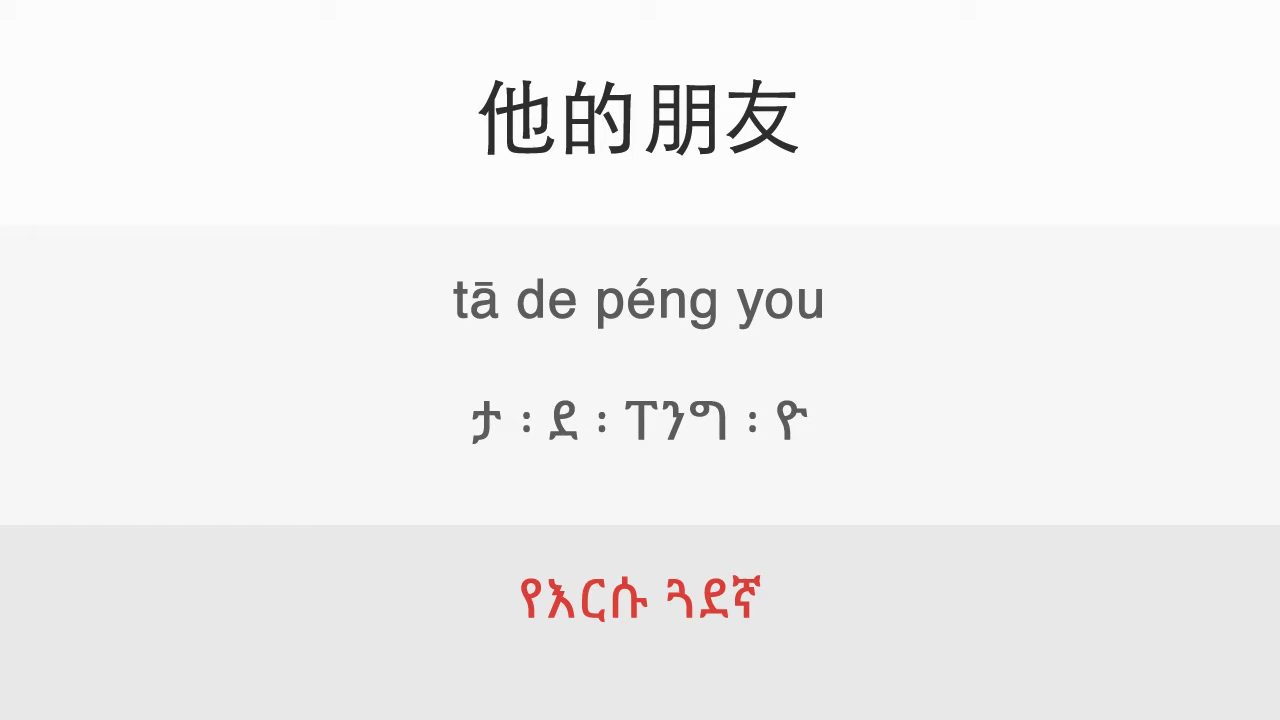 他的朋友
tā de péng you
ታ ፡ ደ ፡ ፐንግ ፡ ዮ
የእርሱ ጓደኛ